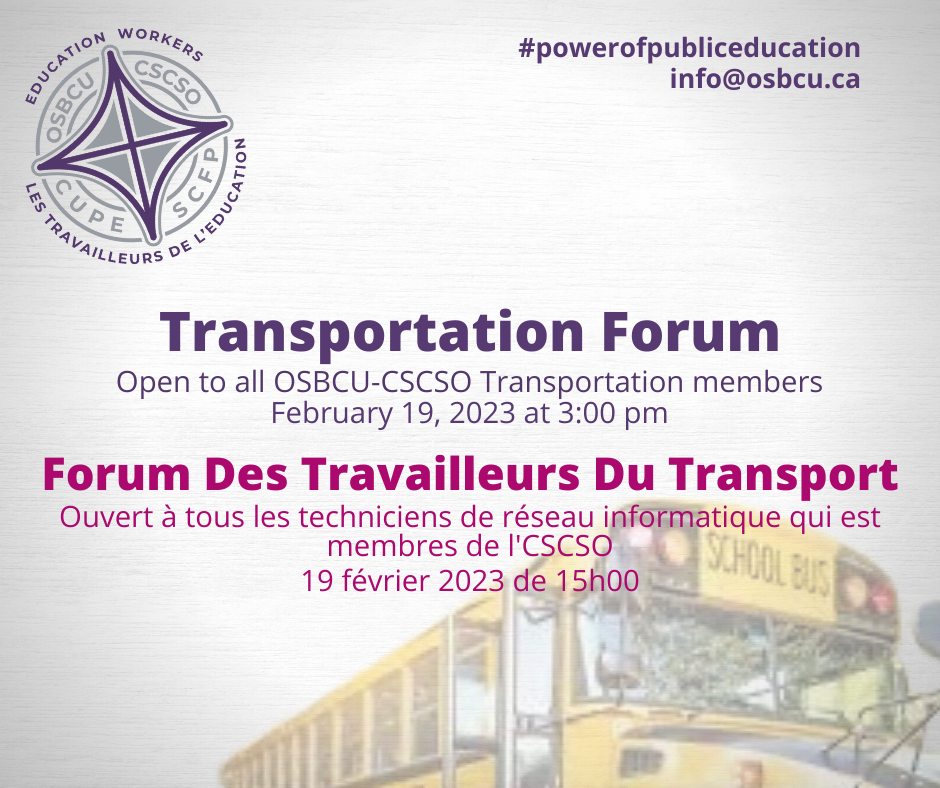 EDUCATION WORKERS
OSBCU
CSCSO
CUPE
SCFP
LES TRAVAILLEURS DE L'EDUCATION
#powerofpubliceducation
info@osbcu.ca
Transportation Forum
Open to all OSBCU-CSCSO Transportation members
February 19, 2023 at 3:00 pm
Forum Des Travailleurs Du Transport
Ouvert à tous les techniciens de réseau informatique qui est
membres de l'CSCSO
19 février 2023 de 15h00
SCHOOL BUS